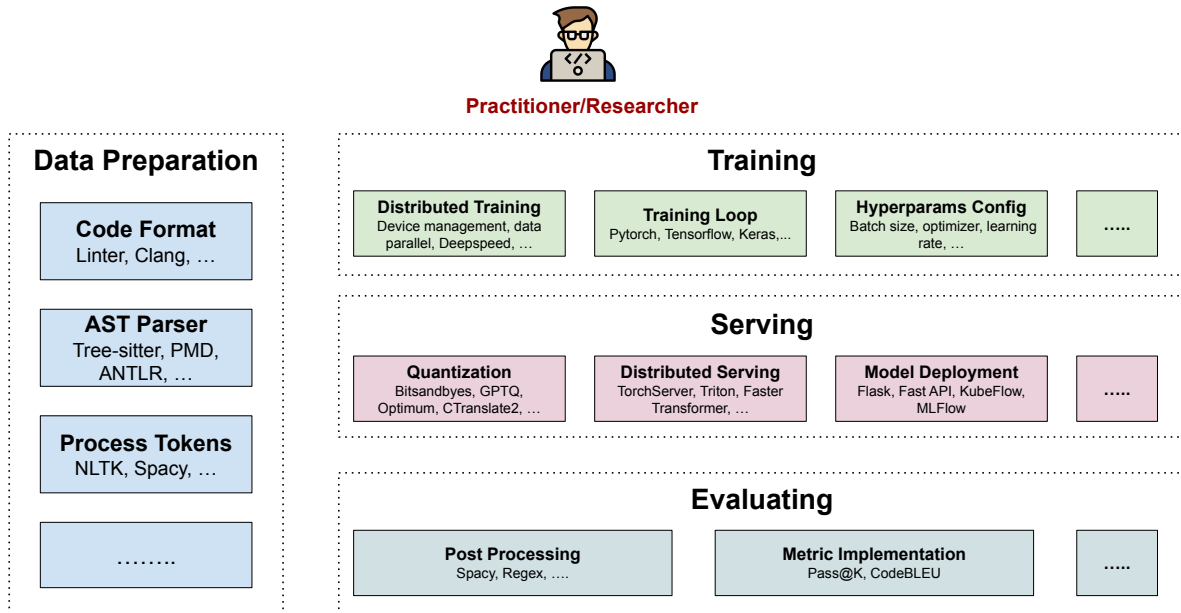 </>
Practitioner/Researcher
Data Preparation
Code Format
Linter, Clang, …
AST Parser
Tree-sitter, PMD,
ANTLR, …
Process Tokens
NLTK, Spacy, …
……..
Training
Distributed Training
Device management, data
parallel, Deepspeed, …
Training Loop
Pytorch, Tensorflow, Keras,...
Hyperparams Config
Batch size, optimizer, learning
rate, …
…..
Serving
Quantization
Bitsandbyes, GPTQ,
Optimum, CTranslate2, …
Distributed Serving
TorchServer, Triton, Faster
Transformer, …
Model Deployment
Flask, Fast API, KubeFlow,
MLFlow
…..
Evaluating
Post Processing
Spacy, Regex, ….
Metric Implementation
Pass@K, CodeBLEU
…..